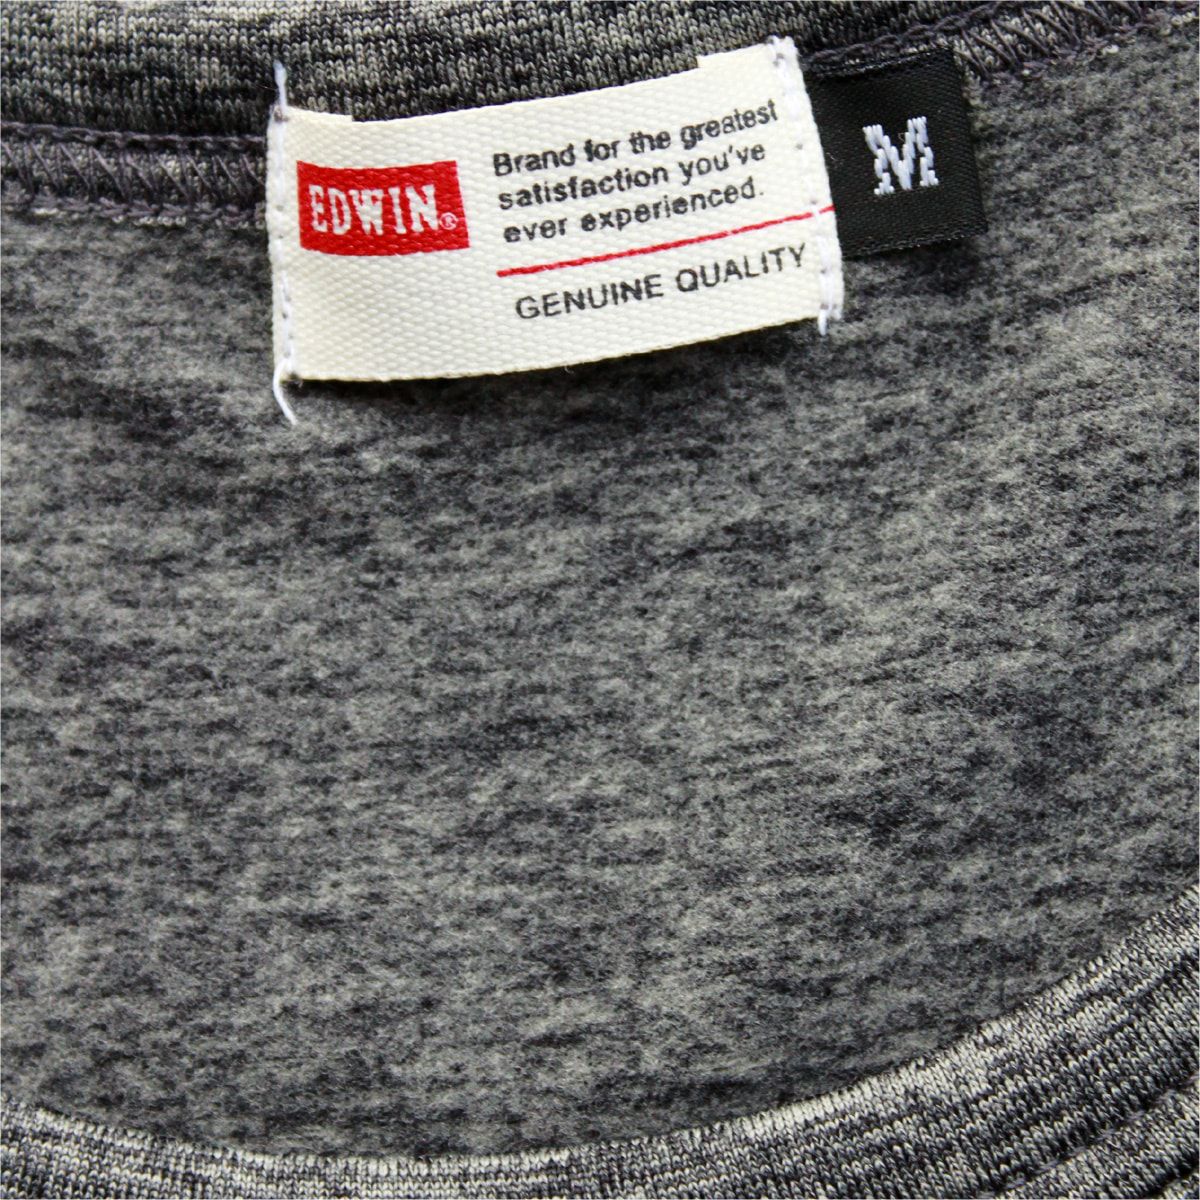 EDWIN®
Brand for the greatest
satisfaction you've
ever experienced.
GENUINE QUALITY
M